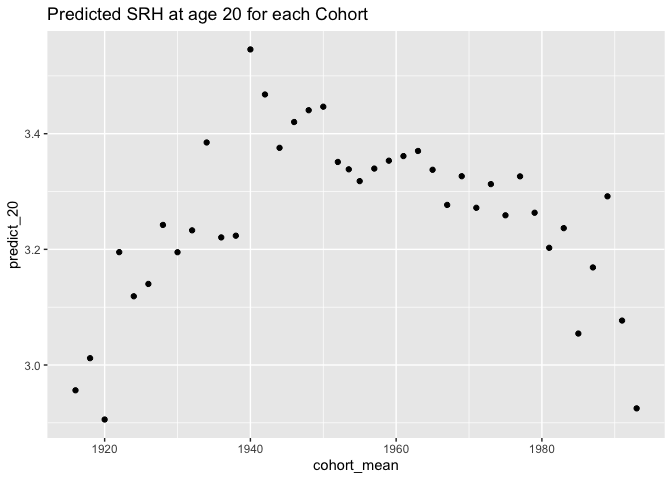 Predicted SRH at age 20 for each Cohort
predict_20
3.4
3.2
3.0
1920 1940 1960 1980
cohort_mean